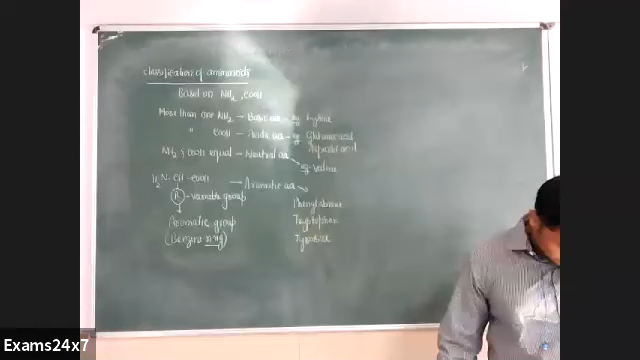 Classification of aminoacids
Based on NH2, COOH
More than one NH2 → Basic aa → eg Lysine
" COOH → Acidic aa → eg Glutamic acid
Aspartic acid
NH2 & COOH equal → Neutral aa
eg Valine
H2N - CH - COOH → Aromatic aa →
R → variable group
Phenylalanine
Aromatic group Tryptophan
(Benzene ring) Tyrosine
Exams24x7